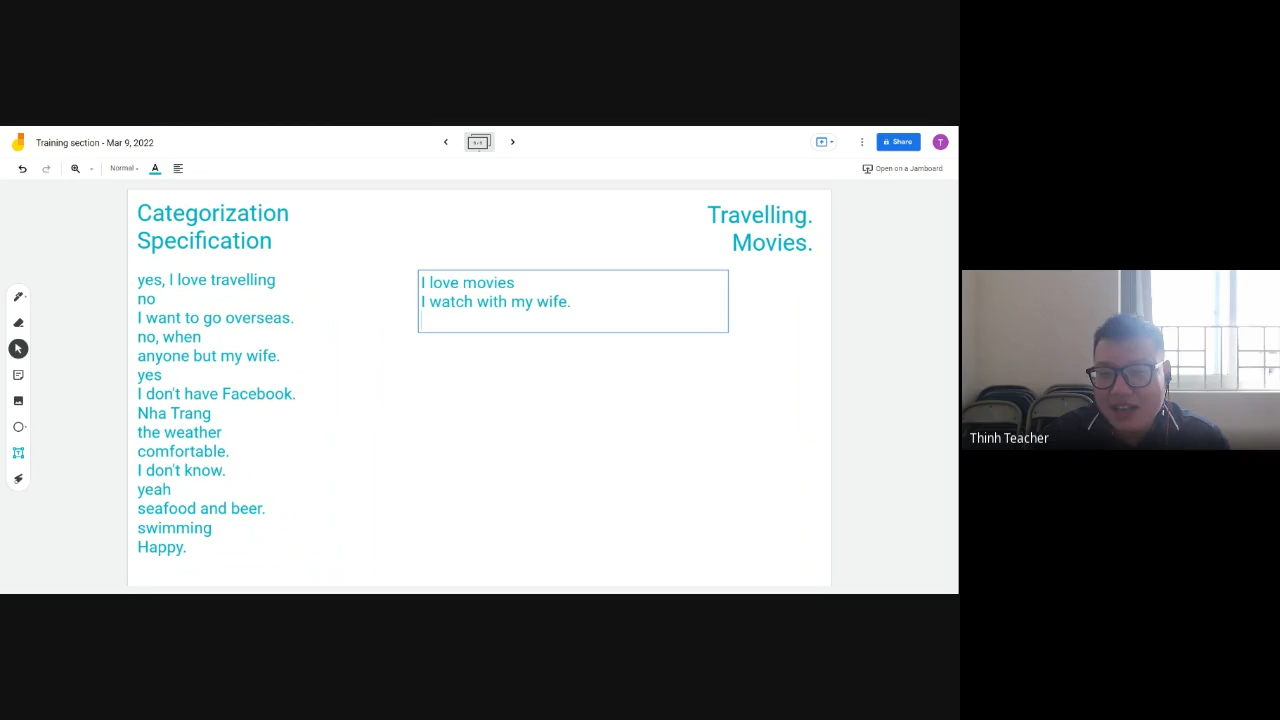 Training section - Mar 9, 2022
Share
T
Normal
A
Open on a Jamboard
Categorization
Specification
Travelling.
Movies.
yes, I love travelling
no
I want to go overseas.
no, when
anyone but my wife.
yes
I don't have Facebook.
Nha Trang
the weather
comfortable.
I don't know.
yeah
seafood and beer.
swimming
Happy.
I love movies
I watch with my wife.
Thinh Teacher